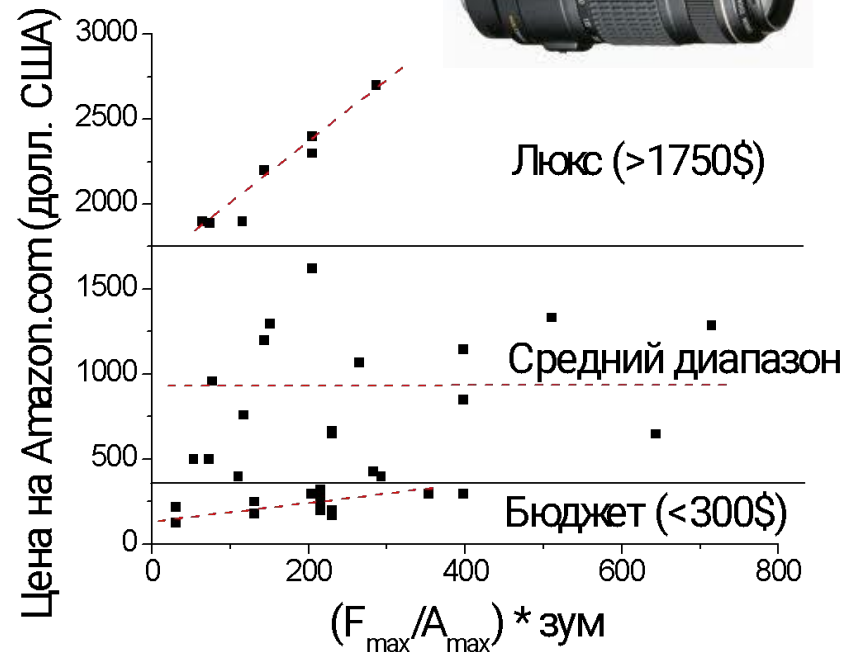 Цена на Amazon.com (долл. США)
3000
2500
2000
1500
1000
500
0
Люкс (>1750$)
Средний диапазон
Бюджет (<300$)
0 200 400 600 800
(Fmax/Amax) * зум